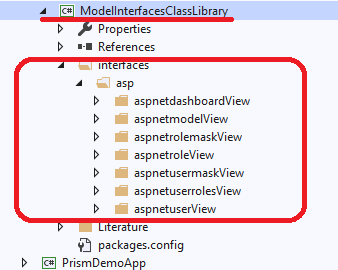 C# ModelInterfacesClassLibrary
Properties
References
interfaces
asp
aspnetdashboardView
aspnetmodelView
aspnetrolemaskView
aspnetroleView
aspnetusermaskView
aspnetuserrolesView
aspnetuserView
Literature
packages.config
C# PrismDemoApp